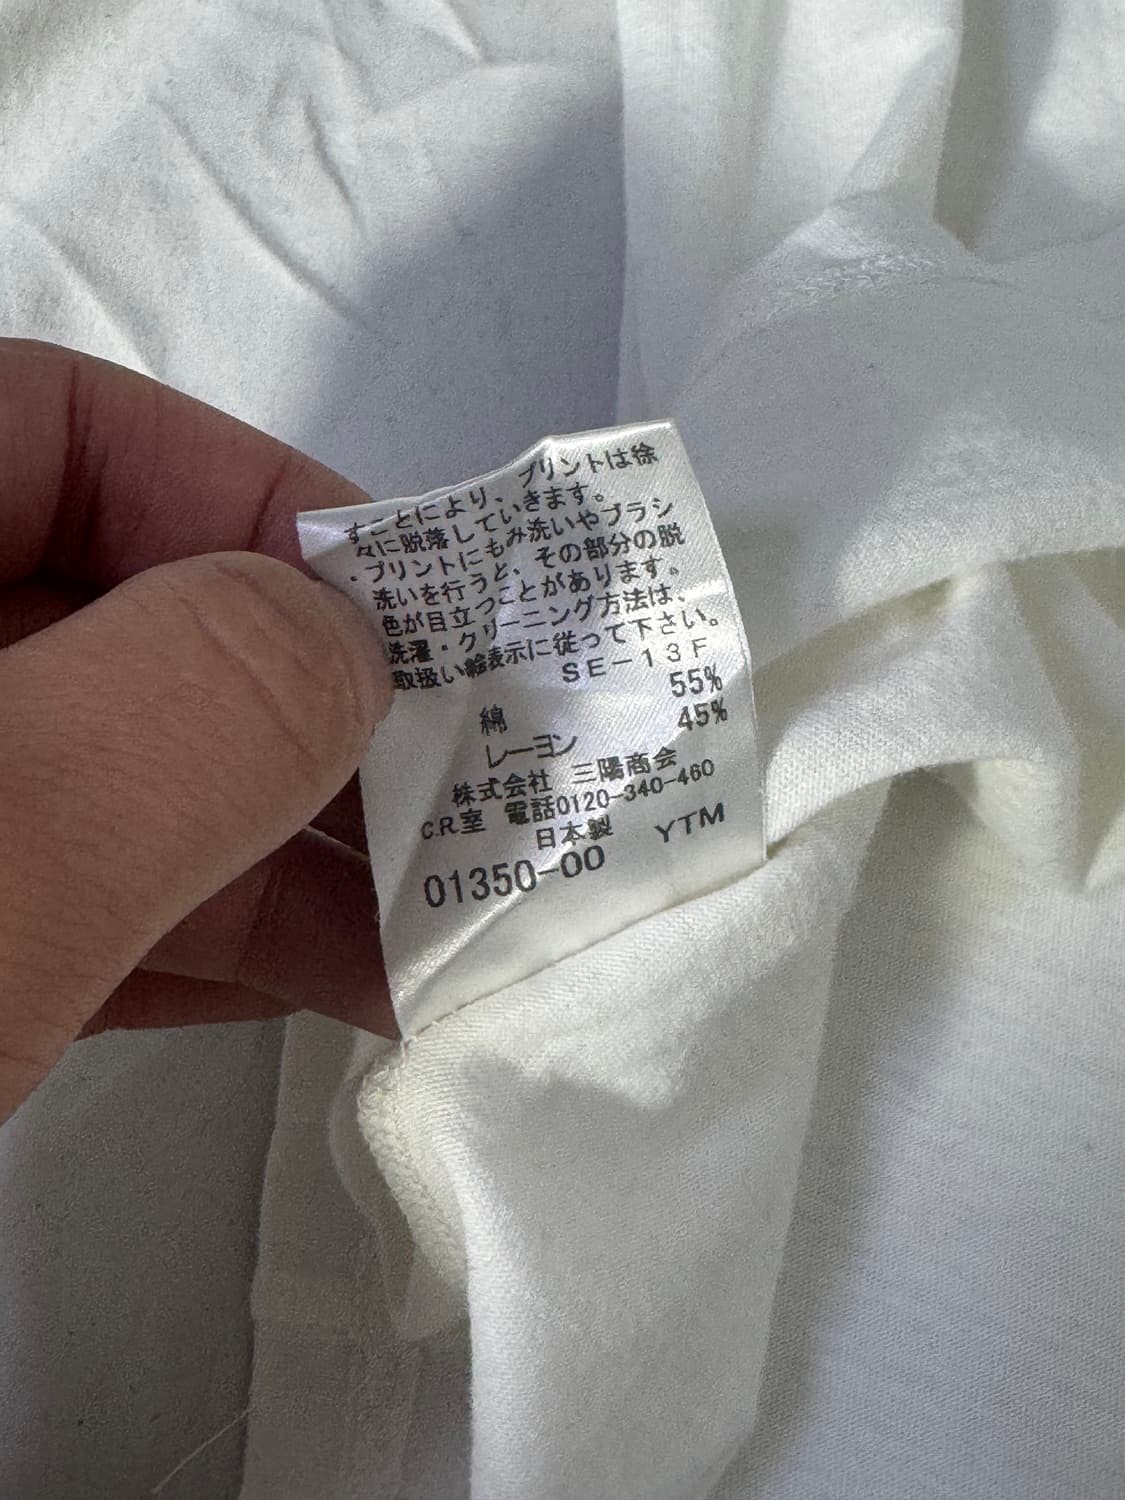 すことにより、プリントは徐
々に脱落していきます。
・プリントにもみ洗いやブラシ
洗いを行うと、その部分の脱
色が目立つことがあります。
洗濯・クリーニング方法は、
取扱い絵表示に従って下さい。
SE-13F
綿 55%
レーヨン 45%
株式会社 三陽商会
C.R室 電話0120-340-460
日本製 YTM
01350-00